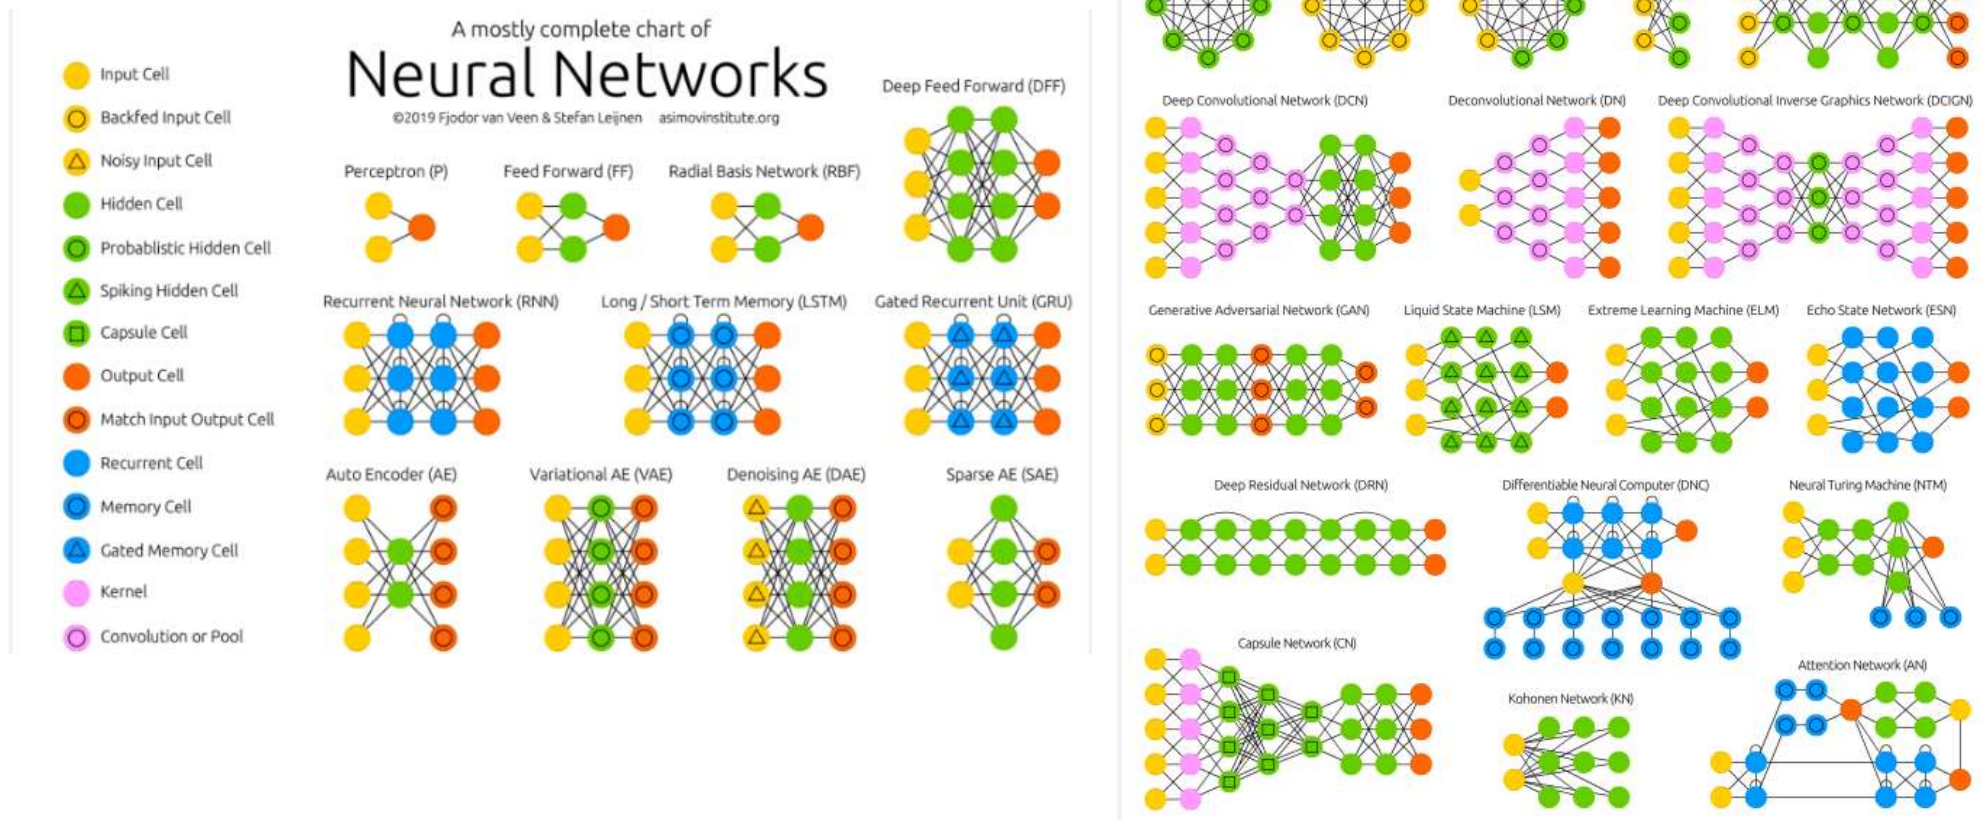 A mostly complete chart of
Neural Networks
©2019 Fjodor van Veen & Stefan Leijnen asimovinstitute.org
Input Cell
Backfed Input Cell
Noisy Input Cell
Hidden Cell
Probablistic Hidden Cell
Spiking Hidden Cell
Capsule Cell
Output Cell
Match Input Output Cell
Recurrent Cell
Memory Cell
Gated Memory Cell
Kernel
Convolution or Pool
Deep Feed Forward (DFF)
Perceptron (P)
Feed Forward (FF)
Radial Basis Network (RBF)
Recurrent Neural Network (RNN)
Long / Short Term Memory (LSTM)
Gated Recurrent Unit (GRU)
Auto Encoder (AE)
Variational AE (VAE)
Denoising AE (DAE)
Sparse AE (SAE)
Deep Convolutional Network (DCN)
Deconvolutional Network (DN)
Deep Convolutional Inverse Graphics Network (DCIGN)
Generative Adversarial Network (GAN)
Liquid State Machine (LSM)
Extreme Learning Machine (ELM)
Echo State Network (ESN)
Deep Residual Network (DRN)
Differentiable Neural Computer (DNC)
Neural Turing Machine (NTM)
Capsule Network (CN)
Kohonen Network (KN)
Attention Network (AN)